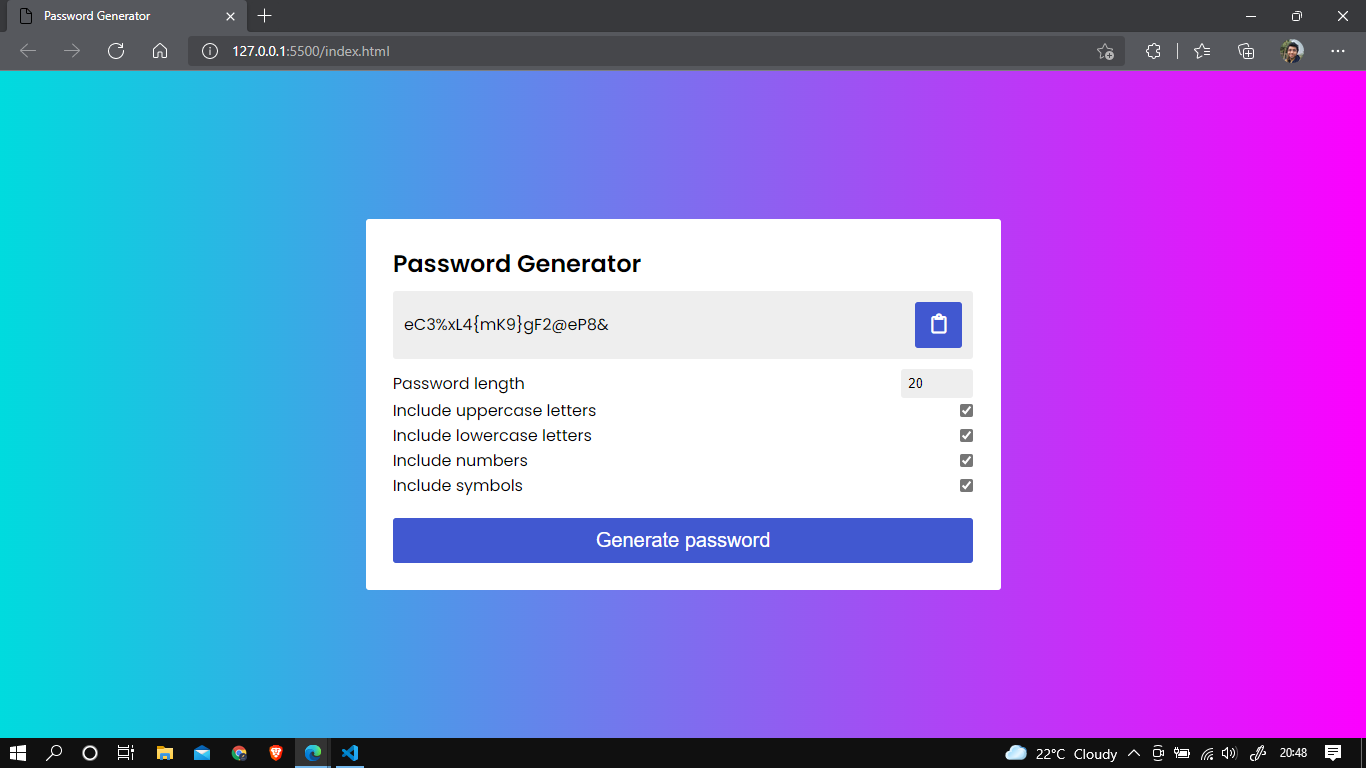 Password Generator
127.0.0.1:5500/index.html
Password Generator
eC3%xL4{mK9}gF2@eP8&
Password length 20
Include uppercase letters
Include lowercase letters
Include numbers
Include symbols
Generate password
22°C Cloudy 20:48